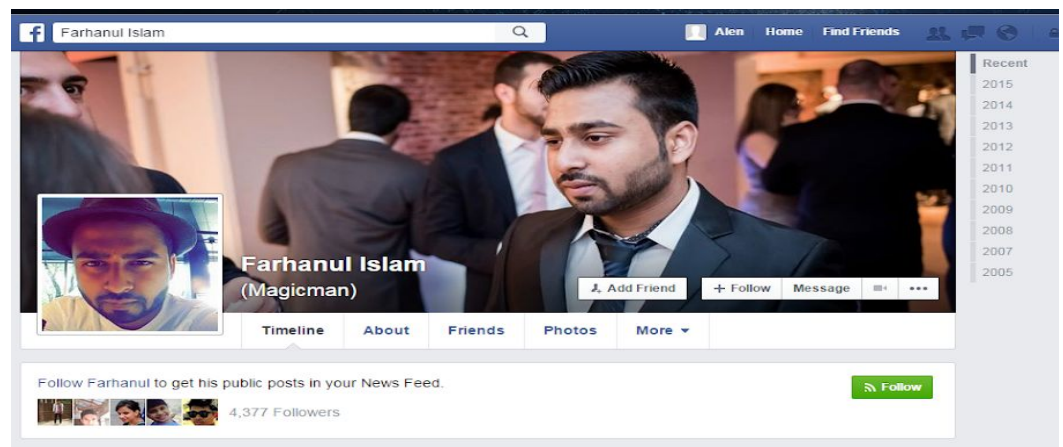 f Farhanul Islam
Alen Home Find Friends
Recent
2015
2014
2013
2012
2011
2010
2009
2008
2007
2005
Farhanul Islam
(Magicman)
Add Friend
+ Follow Message •••
Timeline About Friends Photos More
Follow Farhanul to get his public posts in your News Feed.
Follow
4,377 Followers